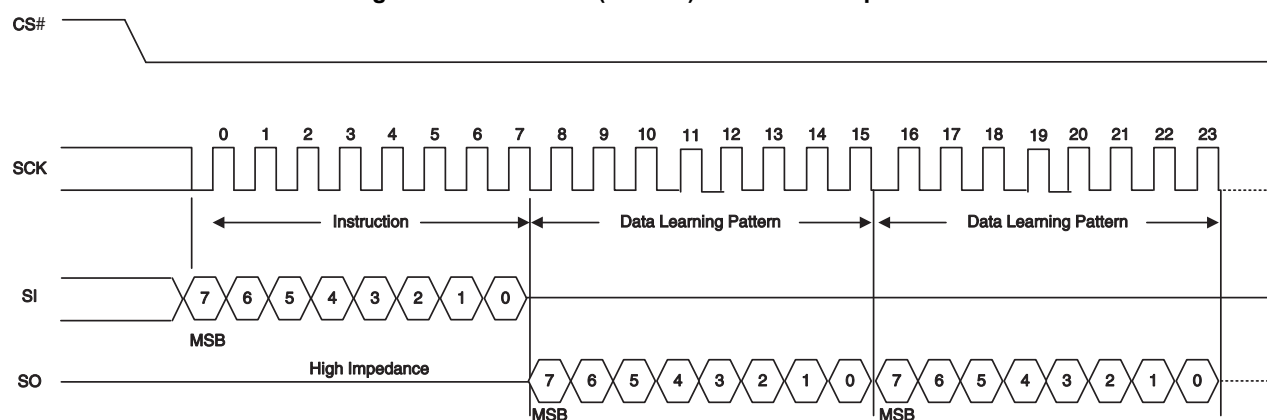 CS#
0 1 2 3 4 5 6 7 8 9 10 11 12 13 14 15 16 17 18 19 20 21 22 23
SCK
Instruction Data Learning Pattern Data Learning Pattern
SI 7 6 5 4 3 2 1 0
MSB
High Impedance
SO 7 6 5 4 3 2 1 0 7 6 5 4 3 2 1 0
MSB MSB